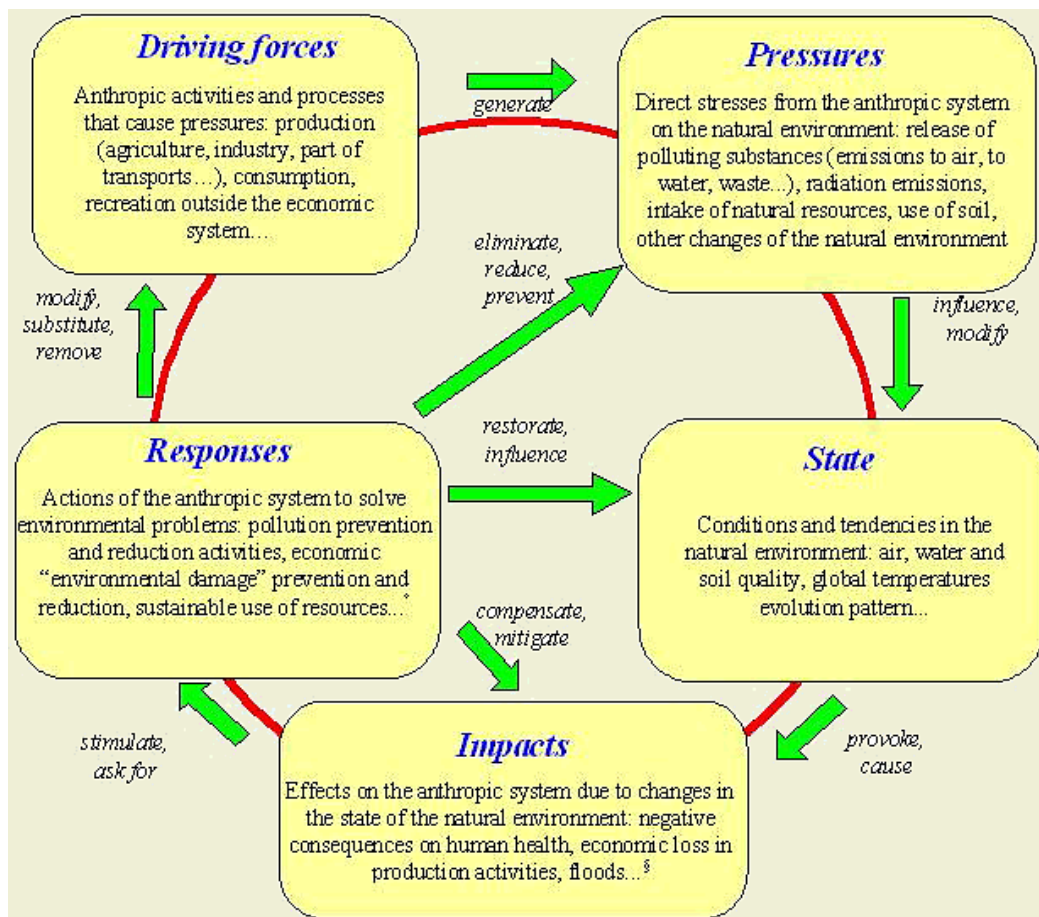 Driving forces
Anthropic activities and processes
that cause pressures: production
(agriculture, industry, part of
transports...), consumption,
recreation outside the economic
system...
generate
Pressures
Direct stresses from the anthropic system
on the natural environment: release of
polluting substances (emissions to air, to
water, waste...), radiation emissions,
intake of natural resources, use of soil,
other changes of the natural environment
modify,
substitute,
remove
eliminate,
reduce,
prevent
influence,
modify
Responses
Actions of the anthropic system to solve
environmental problems: pollution prevention
and reduction activities, economic
“environmental damage” prevention and
reduction, sustainable use of resources...°
restorate,
influence
State
Conditions and tendencies in the
natural environment: air, water and
soil quality, global temperatures
evolution pattern...
compensate,
mitigate
stimulate,
ask for
provoke,
cause
Impacts
Effects on the anthropic system due to changes in
the state of the natural environment: negative
consequences on human health, economic loss in
production activities, floods...§